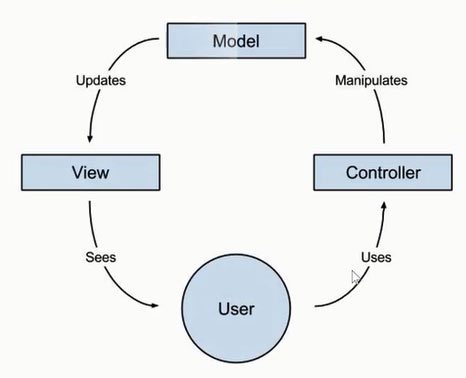 Model
Updates
Manipulates
View
Controller
Sees
Uses
User